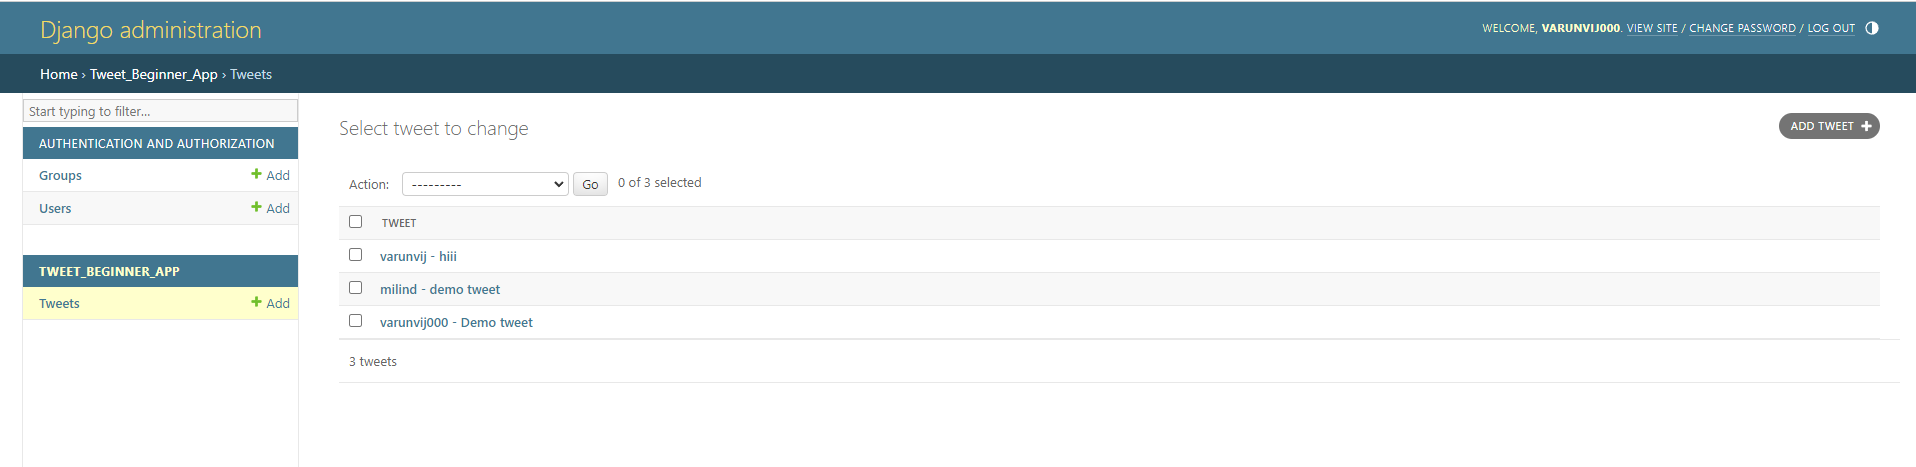 Django administration
WELCOME, VARUNVIJ000. VIEW SITE / CHANGE PASSWORD / LOG OUT
Home › Tweet_Beginner_App › Tweets
Start typing to filter...
AUTHENTICATION AND AUTHORIZATION
Groups + Add
Users + Add
TWEET_BEGINNER_APP
Tweets + Add
Select tweet to change
ADD TWEET +
Action: --------- Go 0 of 3 selected
TWEET
varunvij - hiii
milind - demo tweet
varunvij000 - Demo tweet
3 tweets